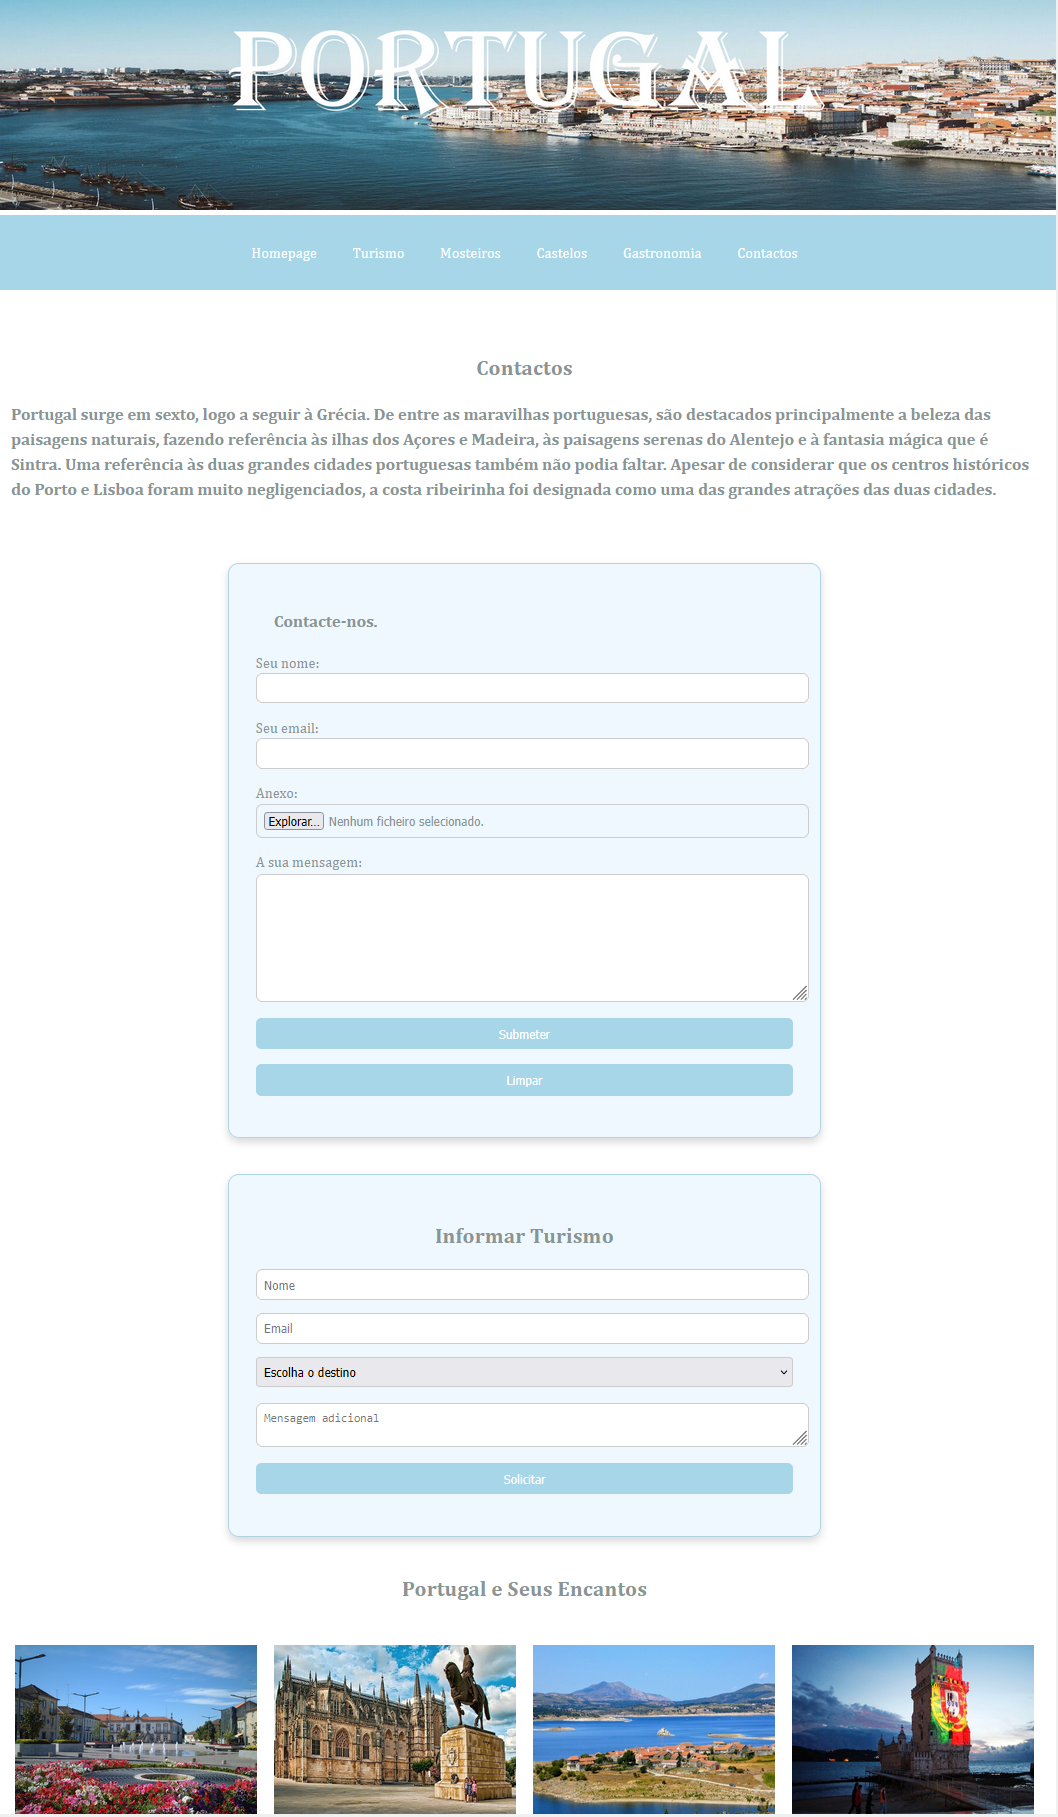 PORTUGAL
Homepage Turismo Mosteiros Castelos Gastronomia Contactos
Contactos
Portugal surge em sexto, logo a seguir à Grécia. De entre as maravilhas portuguesas, são destacados principalmente a beleza das
paisagens naturais, fazendo referência às ilhas dos Açores e Madeira, às paisagens serenas do Alentejo e à fantasia mágica que é
Sintra. Uma referência às duas grandes cidades portuguesas também não podia faltar. Apesar de considerar que os centros históricos
do Porto e Lisboa foram muito negligenciados, a costa ribeirinha foi designada como uma das grandes atrações das duas cidades.
Contacte-nos.
Seu nome:
Seu email:
Anexo:
Explorar... Nenhum ficheiro selecionado.
A sua mensagem:
Submeter
Limpar
Informar Turismo
Nome
Email
Escolha o destino
Mensagem adicional
Solicitar
Portugal e Seus Encantos